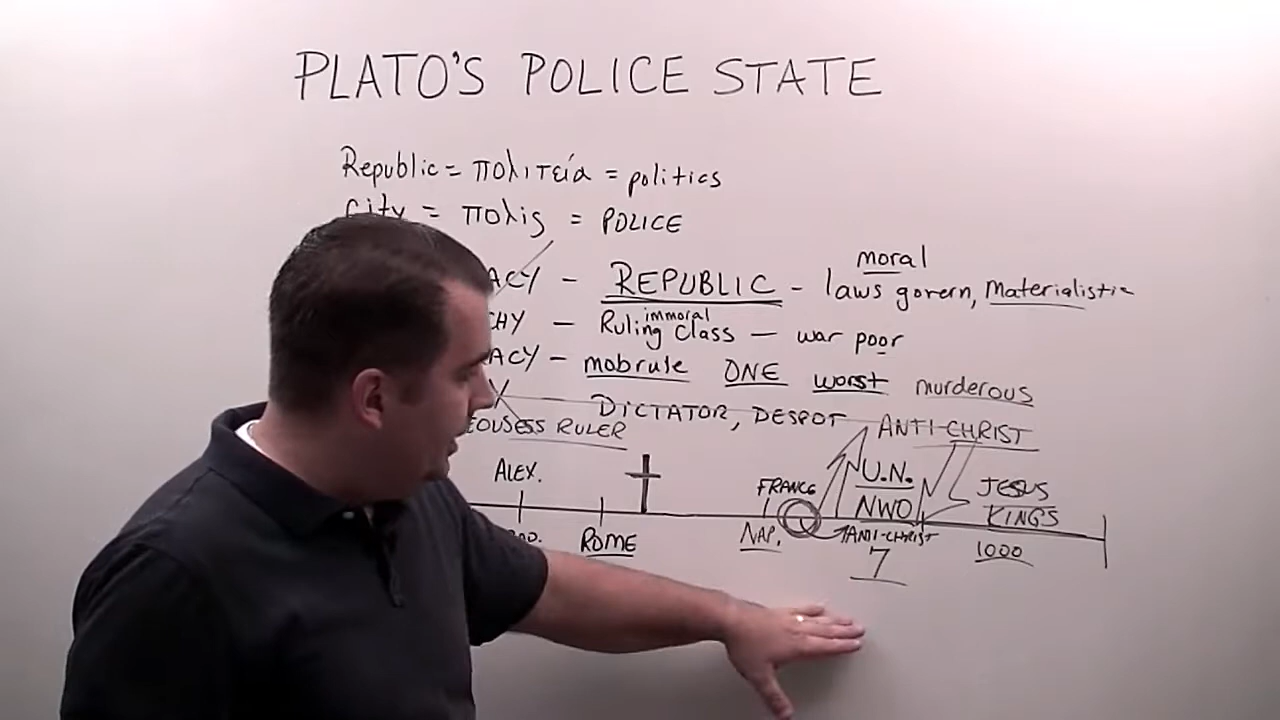 PLATO'S POLICE STATE
Republic = πολιτεία = politics
City = πόλις = POLICE
moral
ACY - REPUBLIC - laws govern, Materialistic
immoral
CHY - Ruling class - war poor
ACY - mobrule ONE worst murderous
Y DICTATOR, DESPOT
EOUSESS RULER ANTI-CHRIST
ALEX. FRANCE U.N. JESUS
NWO KINGS
ROME NAP. ANTI-CHRIST 1000
7